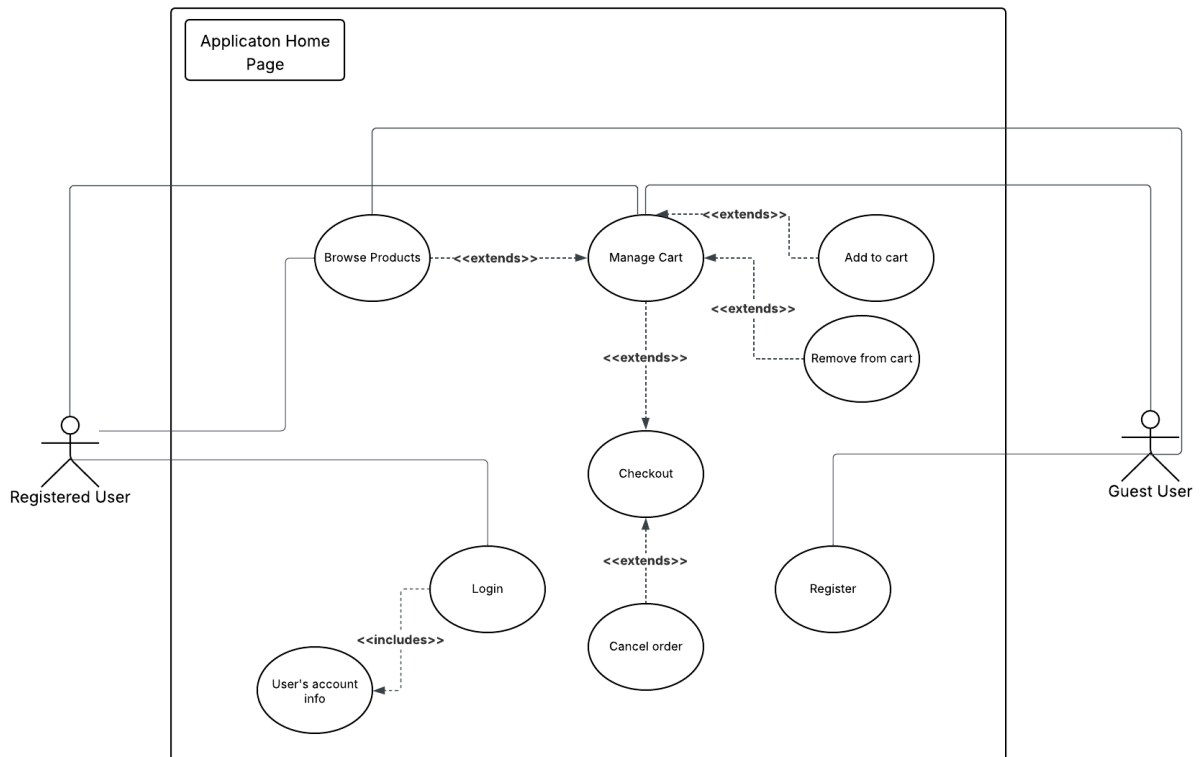 Applicaton Home
Page
<<extends>>
Browse Products
<<extends>>
Manage Cart
Add to cart
<<extends>>
<<extends>>
Remove from cart
Checkout
Registered User
Guest User
<<extends>>
Login
Register
<<includes>>
Cancel order
User's account
info